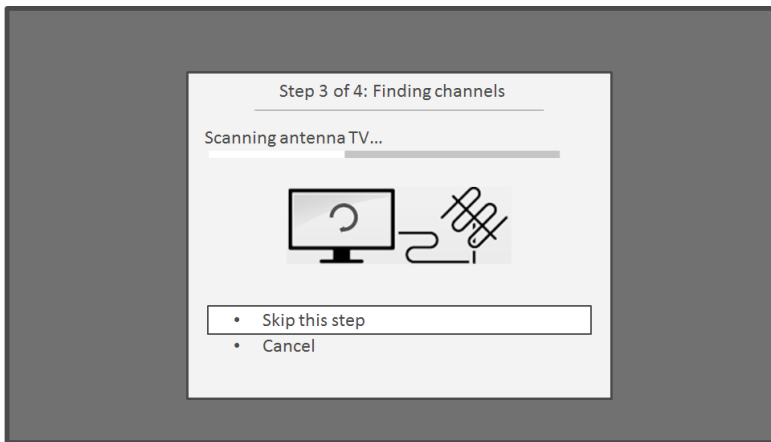 Step 3 of 4: Finding channels
Scanning antenna TV...
• Skip this step
• Cancel